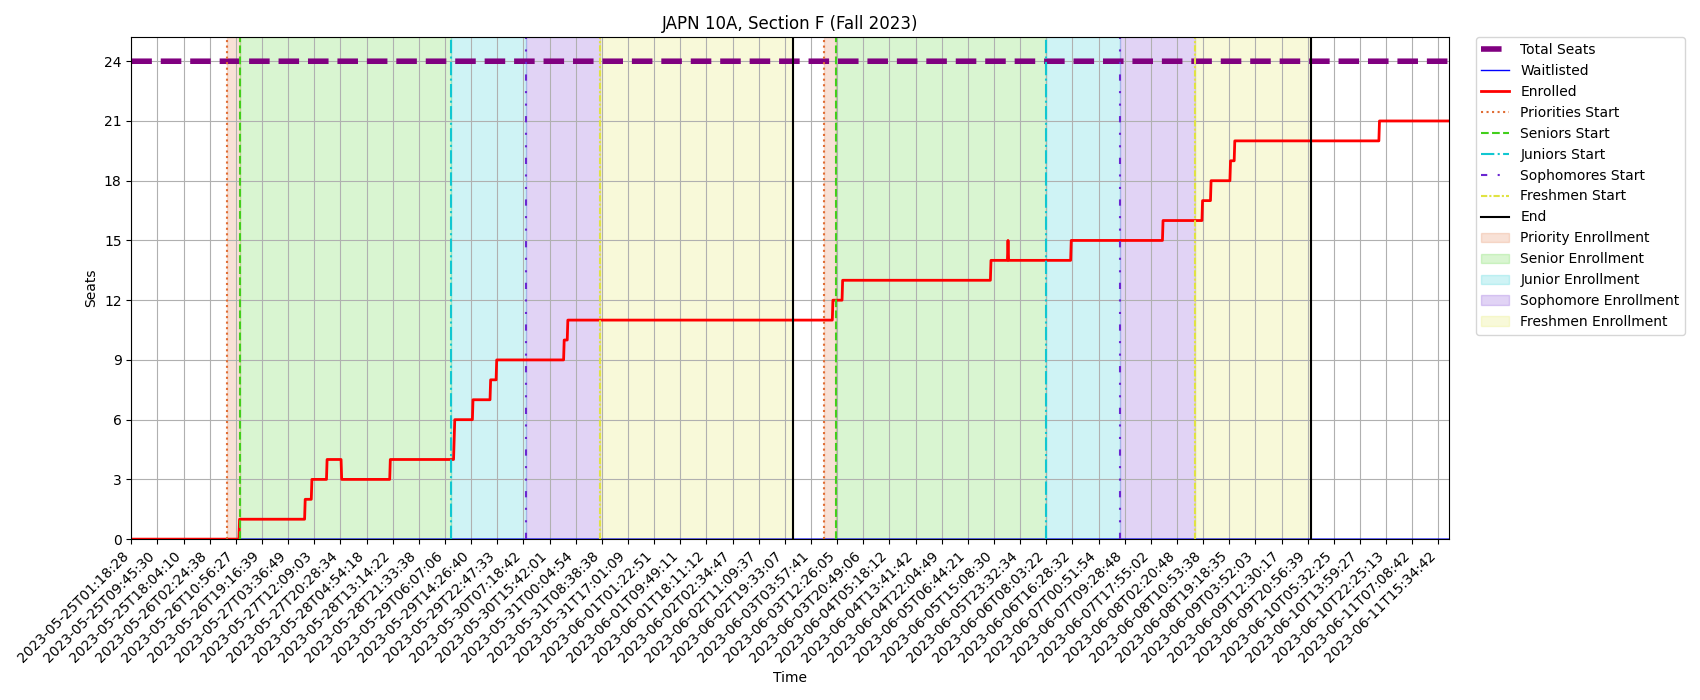 JAPN 10A, Section F (Fall 2023)
Seats
24
21
18
15
12
9
6
3
0
2023-05-25T01:18:28
2023-05-25T09:45:30
2023-05-25T18:04:10
2023-05-26T02:24:38
2023-05-26T10:56:27
2023-05-26T19:16:39
2023-05-27T03:36:49
2023-05-27T12:09:03
2023-05-27T20:28:34
2023-05-28T04:54:18
2023-05-28T13:14:22
2023-05-28T21:33:38
2023-05-29T06:07:06
2023-05-29T14:26:40
2023-05-29T22:47:33
2023-05-30T07:18:42
2023-05-30T15:42:01
2023-05-31T00:04:54
2023-05-31T08:38:38
2023-05-31T17:01:09
2023-06-01T01:22:51
2023-06-01T09:49:11
2023-06-01T18:11:12
2023-06-02T02:34:47
2023-06-02T11:09:37
2023-06-02T19:33:07
2023-06-03T03:57:41
2023-06-03T12:26:05
2023-06-03T20:49:06
2023-06-04T05:18:12
2023-06-04T13:41:42
2023-06-04T22:04:49
2023-06-05T06:44:21
2023-06-05T15:08:30
2023-06-05T23:32:34
2023-06-06T08:03:22
2023-06-06T16:28:32
2023-06-07T00:51:54
2023-06-07T09:28:48
2023-06-07T17:55:02
2023-06-08T02:20:48
2023-06-08T10:53:38
2023-06-08T19:18:35
2023-06-09T03:52:03
2023-06-09T12:30:17
2023-06-09T20:56:39
2023-06-10T05:32:25
2023-06-10T13:59:27
2023-06-10T22:25:13
2023-06-11T07:08:42
2023-06-11T15:34:42
Time
Total Seats
Waitlisted
Enrolled
Priorities Start
Seniors Start
Juniors Start
Sophomores Start
Freshmen Start
End
Priority Enrollment
Senior Enrollment
Junior Enrollment
Sophomore Enrollment
Freshmen Enrollment